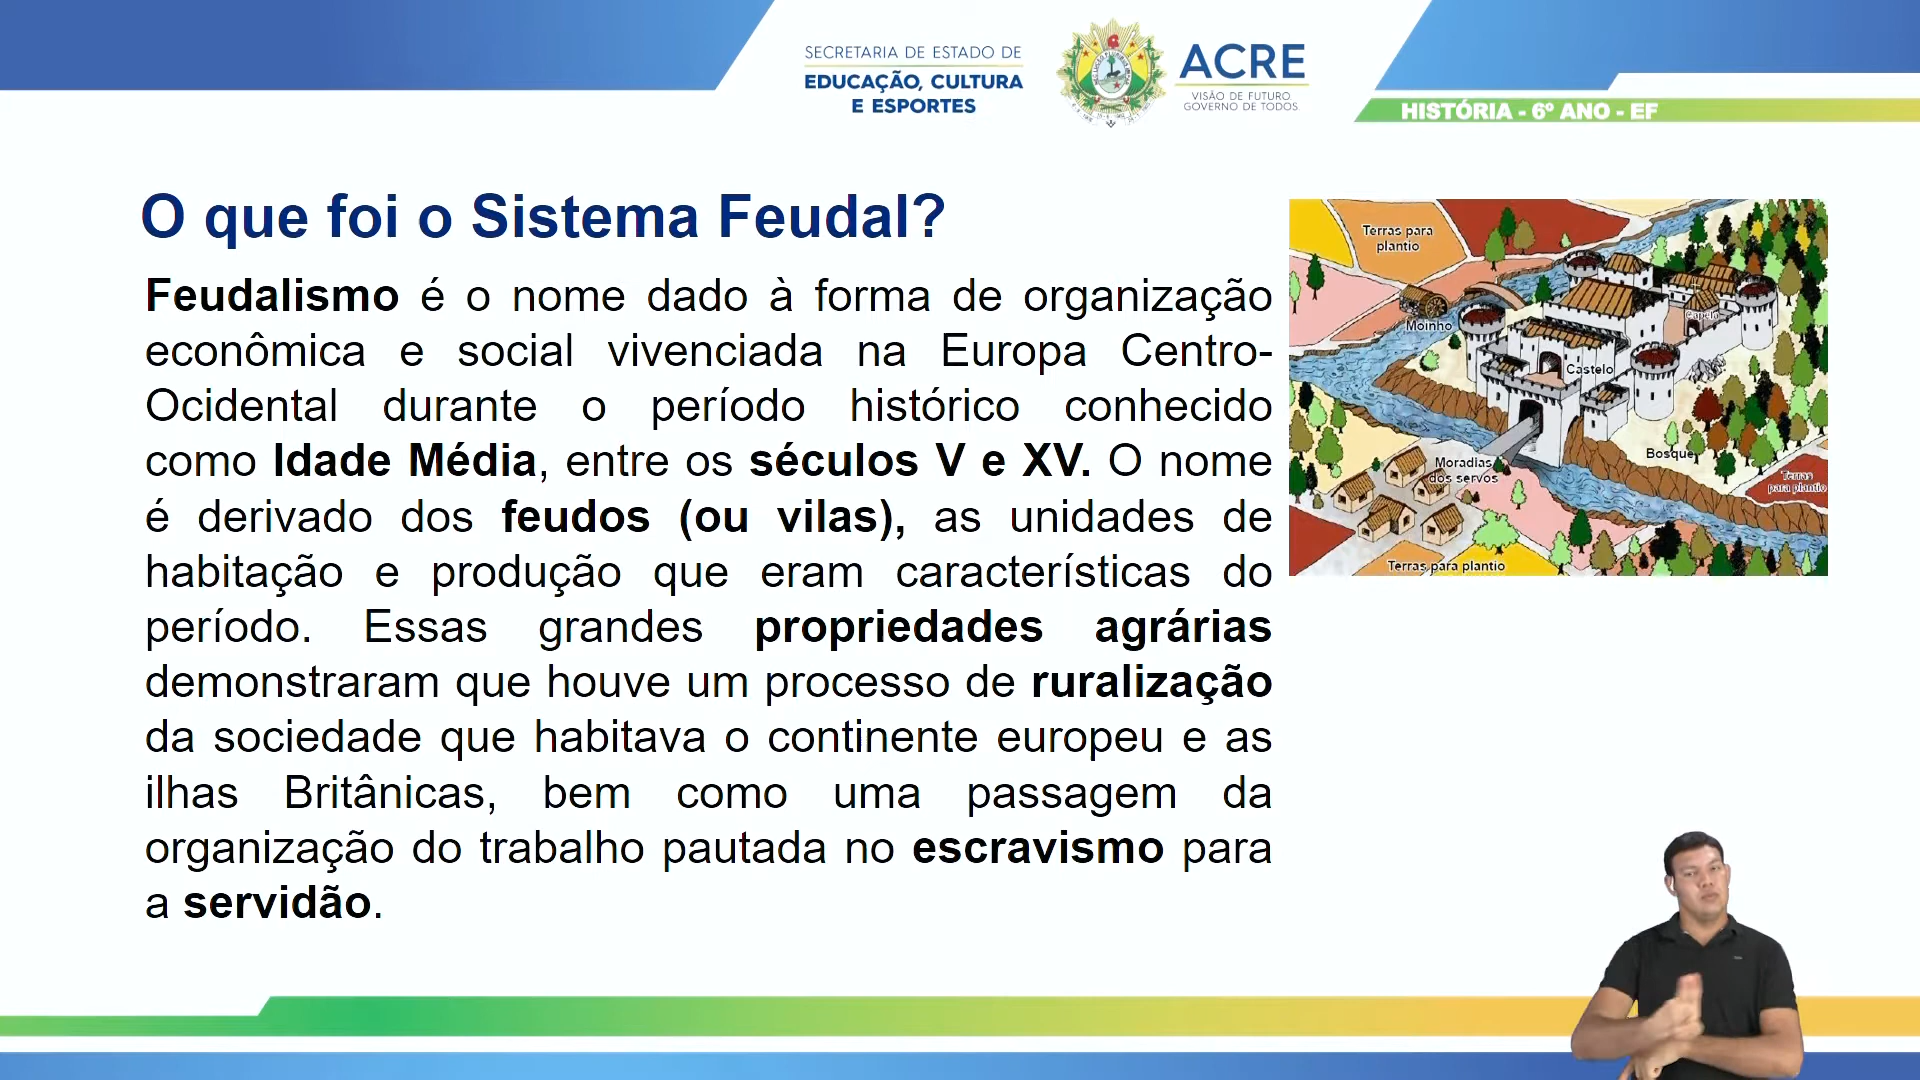 SECRETARIA DE ESTADO DE
EDUCAÇÃO, CULTURA
E ESPORTES
ACRE
VISÃO DE FUTURO
GOVERNO DE TODOS
HISTÓRIA - 6º ANO - EF
O que foi o Sistema Feudal?
Feudalismo é o nome dado à forma de organização
econômica e social vivenciada na Europa Centro-
Ocidental durante o período histórico conhecido
como Idade Média, entre os séculos V e XV. O nome
é derivado dos feudos (ou vilas), as unidades de
habitação e produção que eram características do
período. Essas grandes propriedades agrárias
demonstraram que houve um processo de ruralização
da sociedade que habitava o continente europeu e as
ilhas Britânicas, bem como uma passagem da
organização do trabalho pautada no escravismo para
a servidão.
Terras para
plantio
Moinho
Capela
Castelo
Bosque
Moradias
dos servos
Terras
para plantio
Terras para plantio